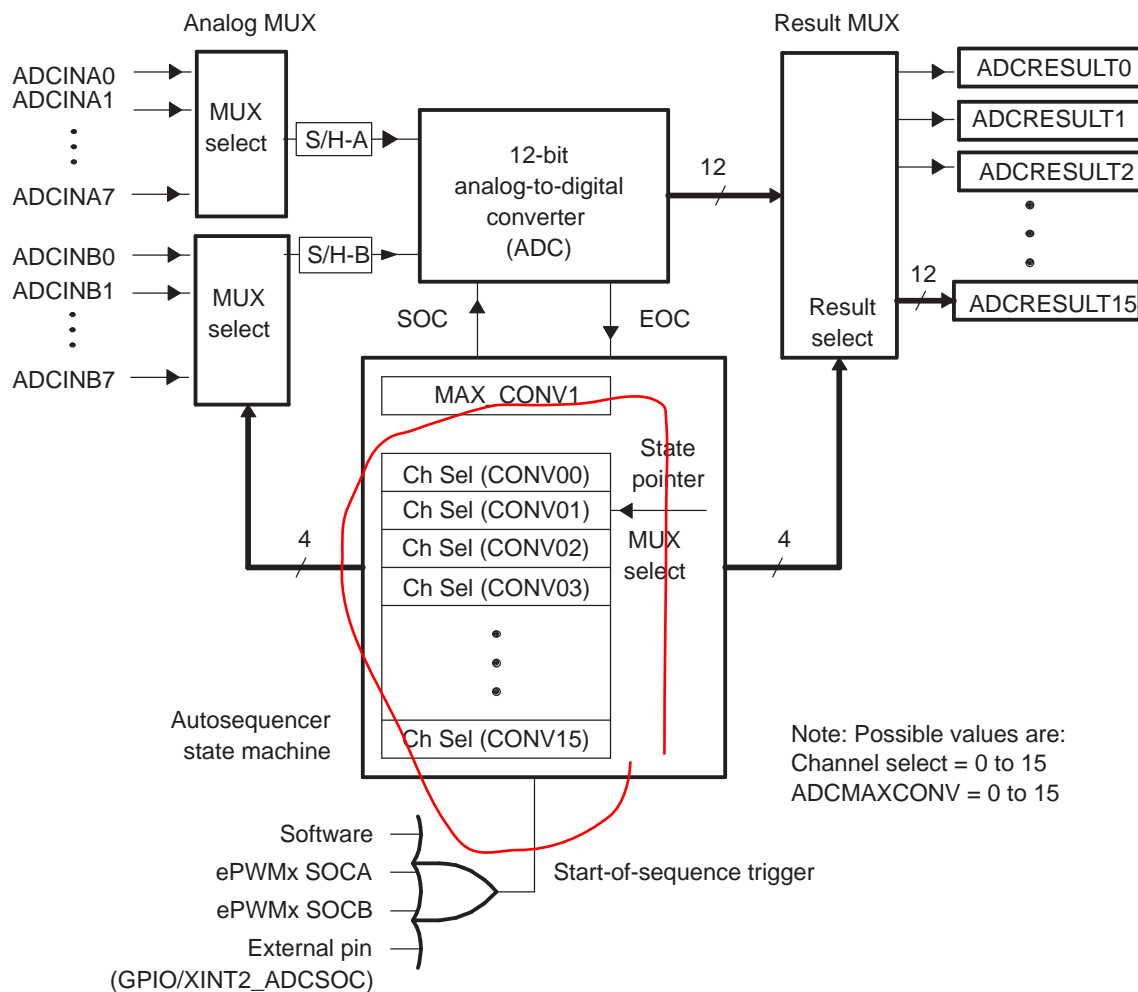 Analog MUX
Result MUX
ADCINA0
ADCINA1
ADCINA7
MUX
select
S/H-A
ADCINB0
ADCINB1
ADCINB7
MUX
select
S/H-B
12-bit
analog-to-digital
converter
(ADC)
12
Result
select
ADCRESULT0
ADCRESULT1
ADCRESULT2
12
ADCRESULT15
SOC
EOC
MAX_CONV1
Ch Sel (CONV00)
Ch Sel (CONV01)
Ch Sel (CONV02)
Ch Sel (CONV03)
Ch Sel (CONV15)
State
pointer
MUX
select
4
4
Autosequencer
state machine
Note: Possible values are:
Channel select = 0 to 15
ADCMAXCONV = 0 to 15
Software
ePWMx SOCA
ePWMx SOCB
External pin
(GPIO/XINT2_ADCSOC)
Start-of-sequence trigger